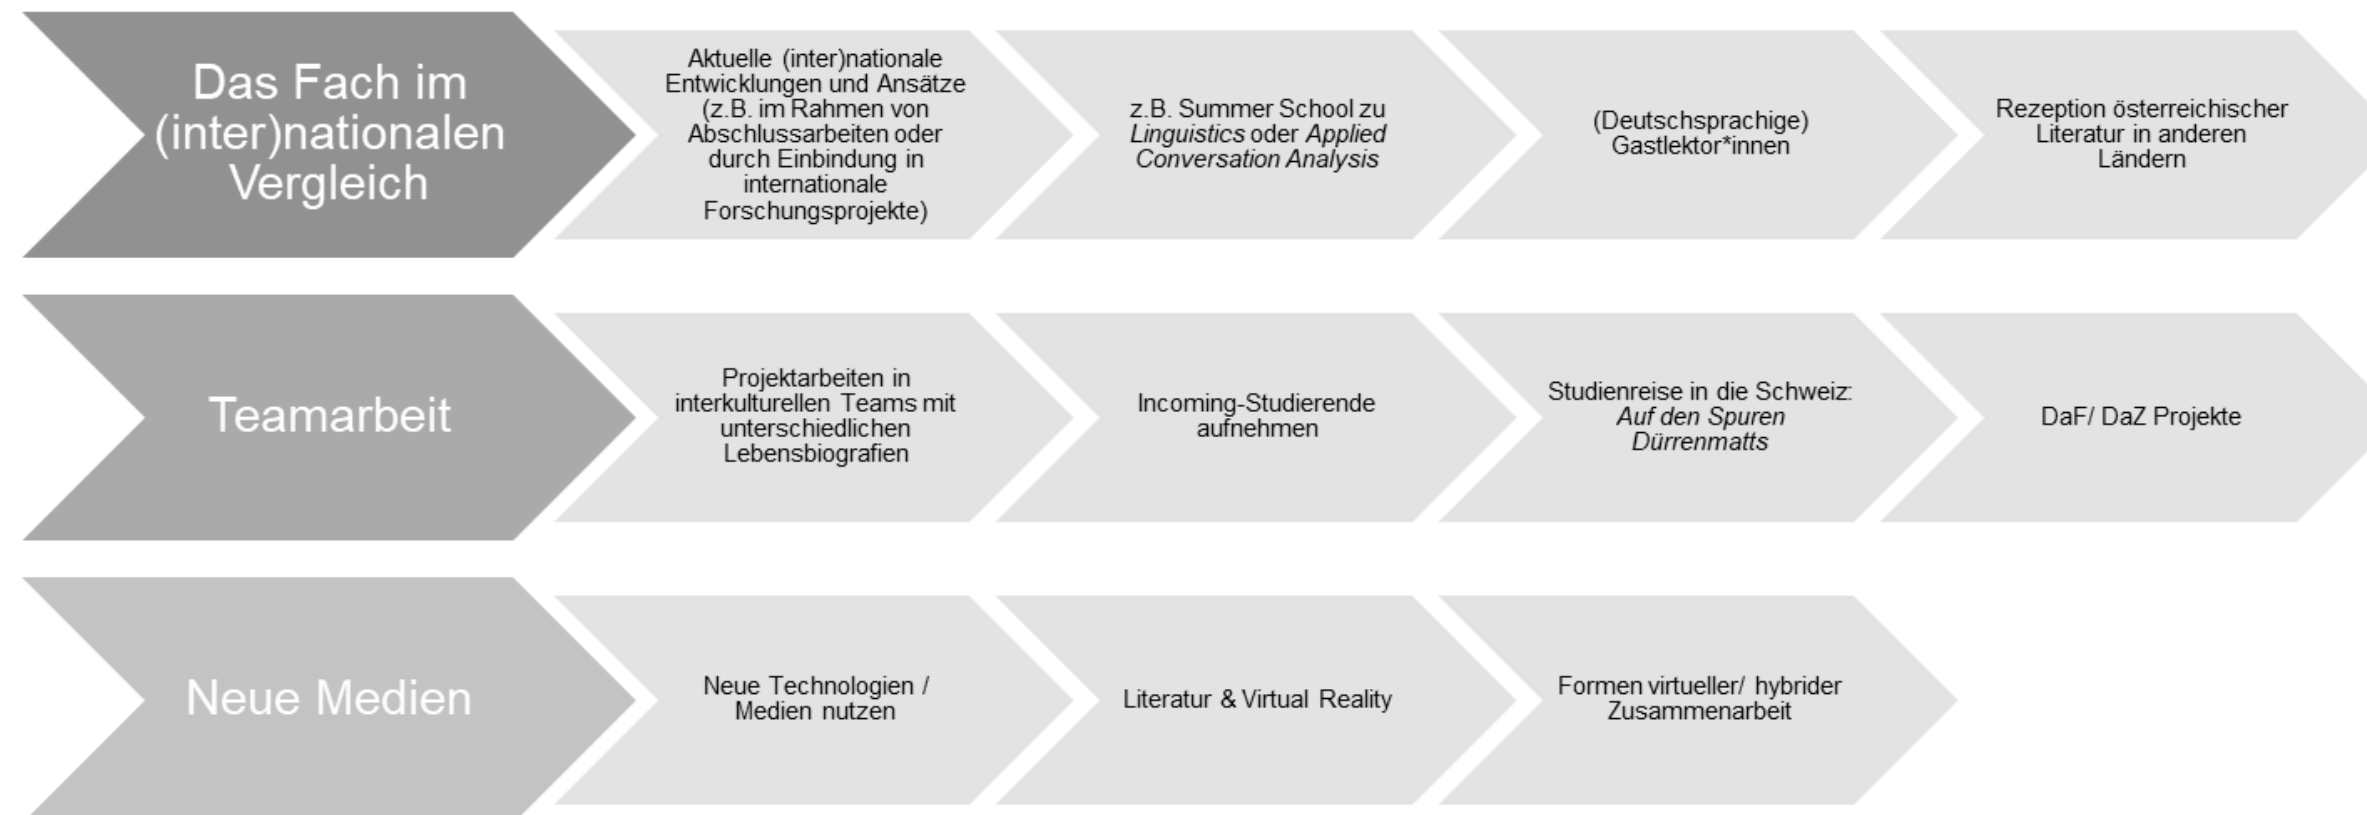 Das Fach im
(inter)nationalen
Vergleich
Aktuelle (inter)nationale
Entwicklungen und Ansätze
(z.B. im Rahmen von
Abschlussarbeiten oder
durch Einbindung in
internationale
Forschungsprojekte)
z.B. Summer School zu
Linguistics oder Applied
Conversation Analysis
(Deutschsprachige)
Gastlektor*innen
Rezeption österreichischer
Literatur in anderen
Ländern
Teamarbeit
Projektarbeiten in
interkulturellen Teams mit
unterschiedlichen
Lebensbiografien
Incoming-Studierende
aufnehmen
Studienreise in die Schweiz:
Auf den Spuren
Dürrenmatts
DaF/ DaZ Projekte
Neue Medien
Neue Technologien /
Medien nutzen
Literatur & Virtual Reality
Formen virtueller/ hybrider
Zusammenarbeit